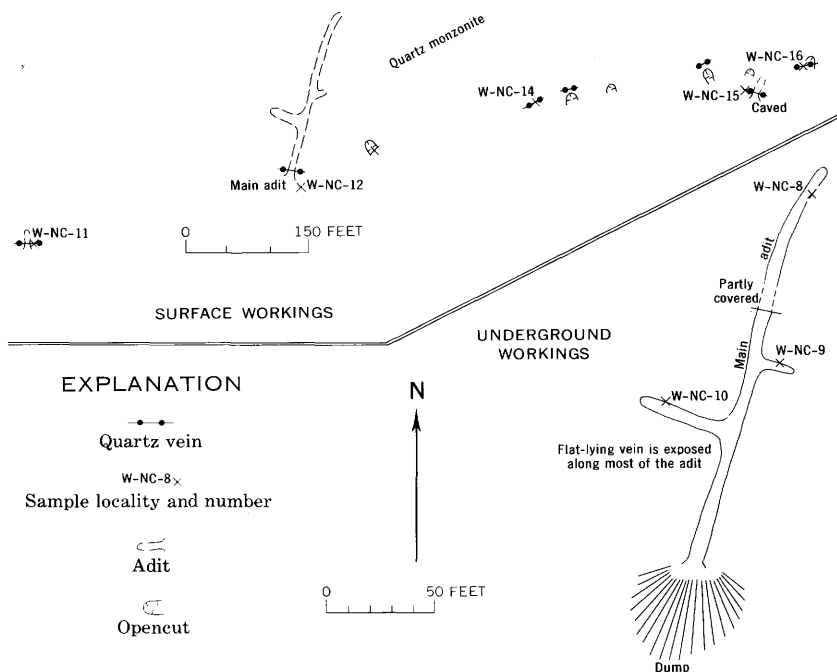 Quartz monzonite
W-NC-16
W-NC-14
W-NC-15
Caved
Main adit
W-NC-12
W-NC-11
0 150 FEET
SURFACE WORKINGS
W-NC-8
adit
Partly
covered
UNDERGROUND
WORKINGS
Main
W-NC-9
W-NC-10
Flat-lying vein is exposed
along most of the adit
Dump
EXPLANATION
Quartz vein
W-NC-8
Sample locality and number
Adit
Opencut
N
0 50 FEET